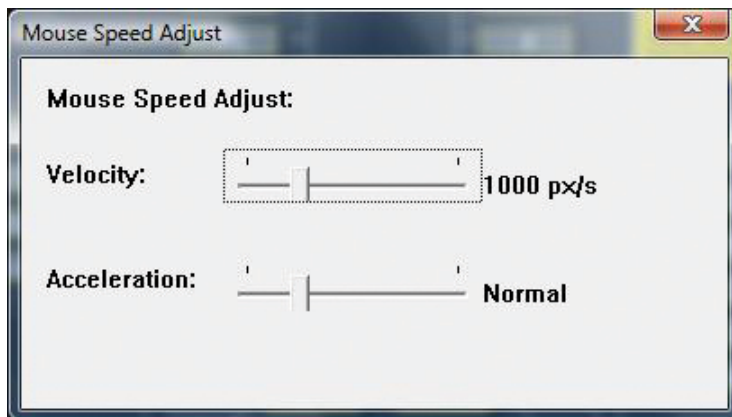 Mouse Speed Adjust
Mouse Speed Adjust:
Velocity:
1000 px/s
Acceleration:
Normal